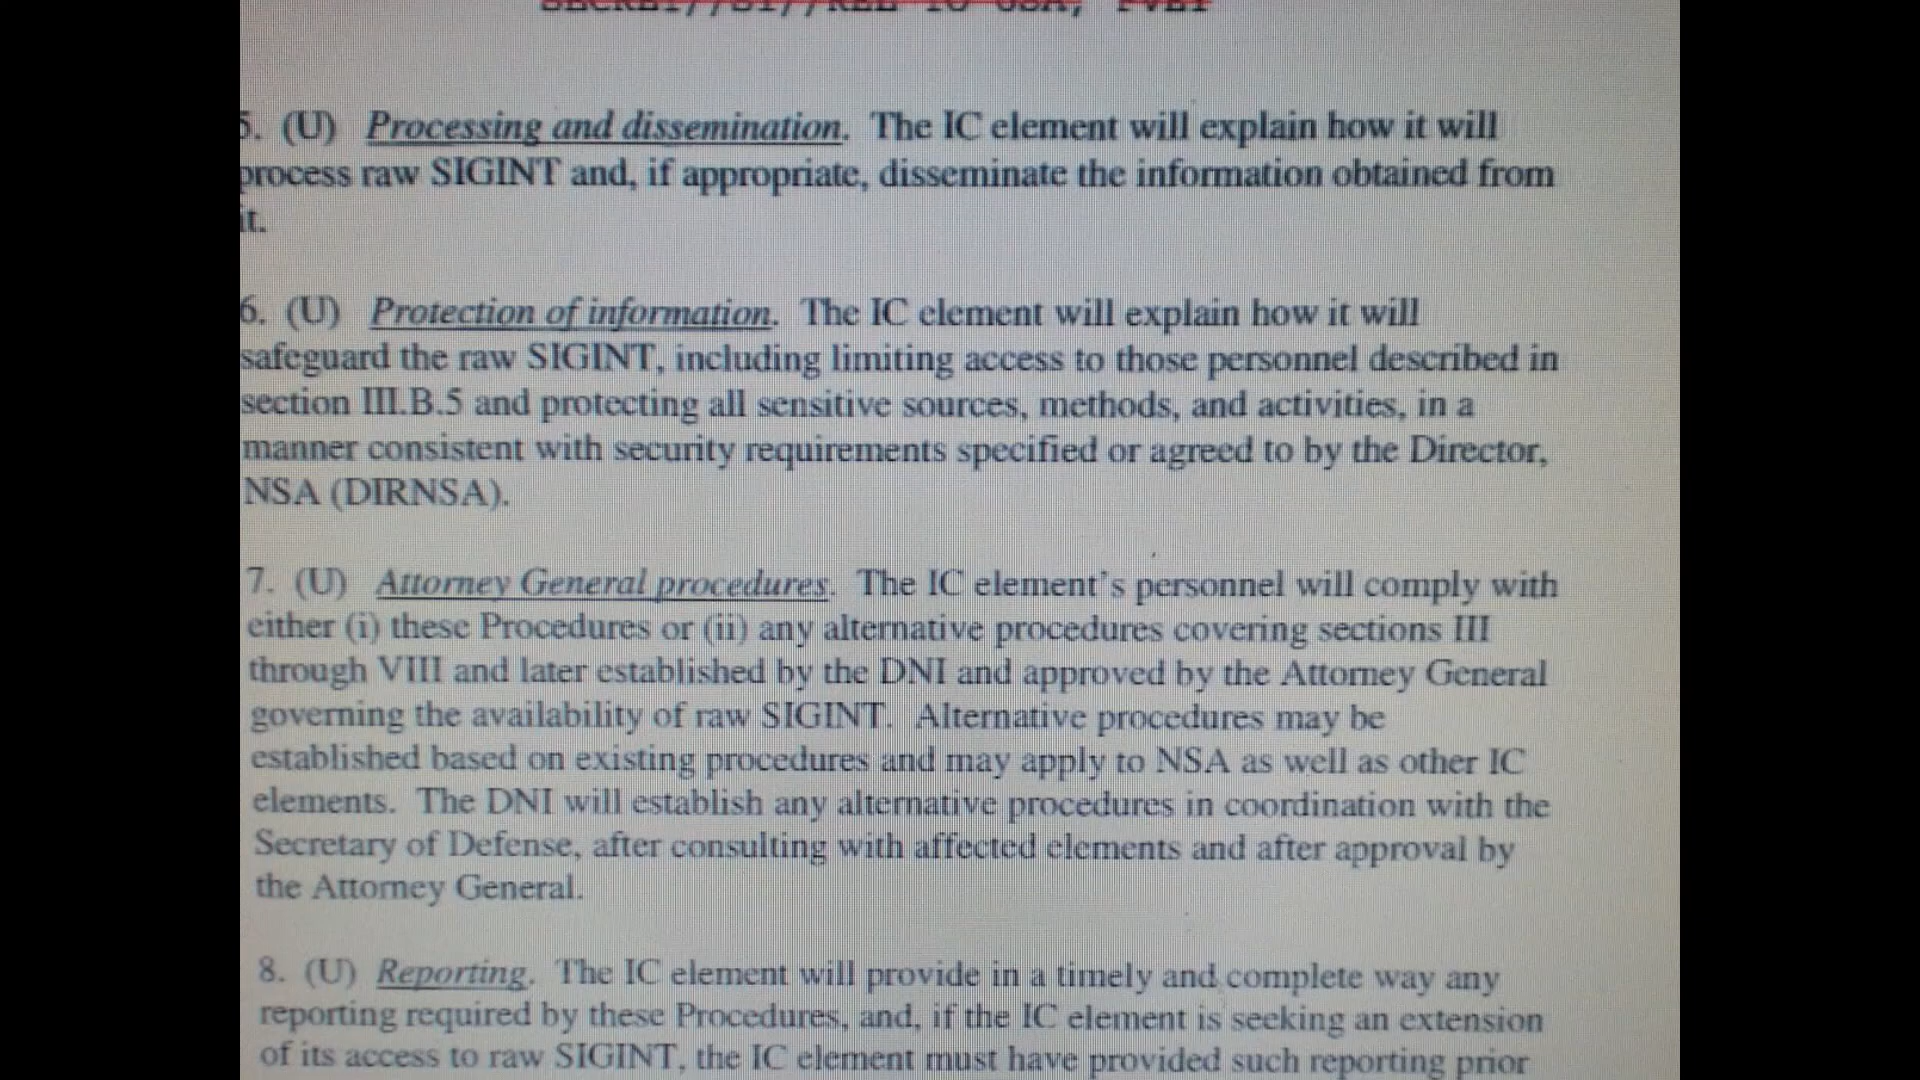 SECRET//SI//REL TO USA, FVEY
5. (U) Processing and dissemination. The IC element will explain how it will
process raw SIGINT and, if appropriate, disseminate the information obtained from
it.
6. (U) Protection of information. The IC element will explain how it will
safeguard the raw SIGINT, including limiting access to those personnel described in
section III.B.5 and protecting all sensitive sources, methods, and activities, in a
manner consistent with security requirements specified or agreed to by the Director,
NSA (DIRNSA).
7. (U) Attorney General procedures. The IC element's personnel will comply with
either (i) these Procedures or (ii) any alternative procedures covering sections III
through VIII and later established by the DNI and approved by the Attorney General
governing the availability of raw SIGINT. Alternative procedures may be
established based on existing procedures and may apply to NSA as well as other IC
elements. The DNI will establish any alternative procedures in coordination with the
Secretary of Defense, after consulting with affected elements and after approval by
the Attorney General.
8. (U) Reporting. The IC element will provide in a timely and complete way any
reporting required by these Procedures, and, if the IC element is seeking an extension
of its access to raw SIGINT, the IC element must have provided such reporting prior